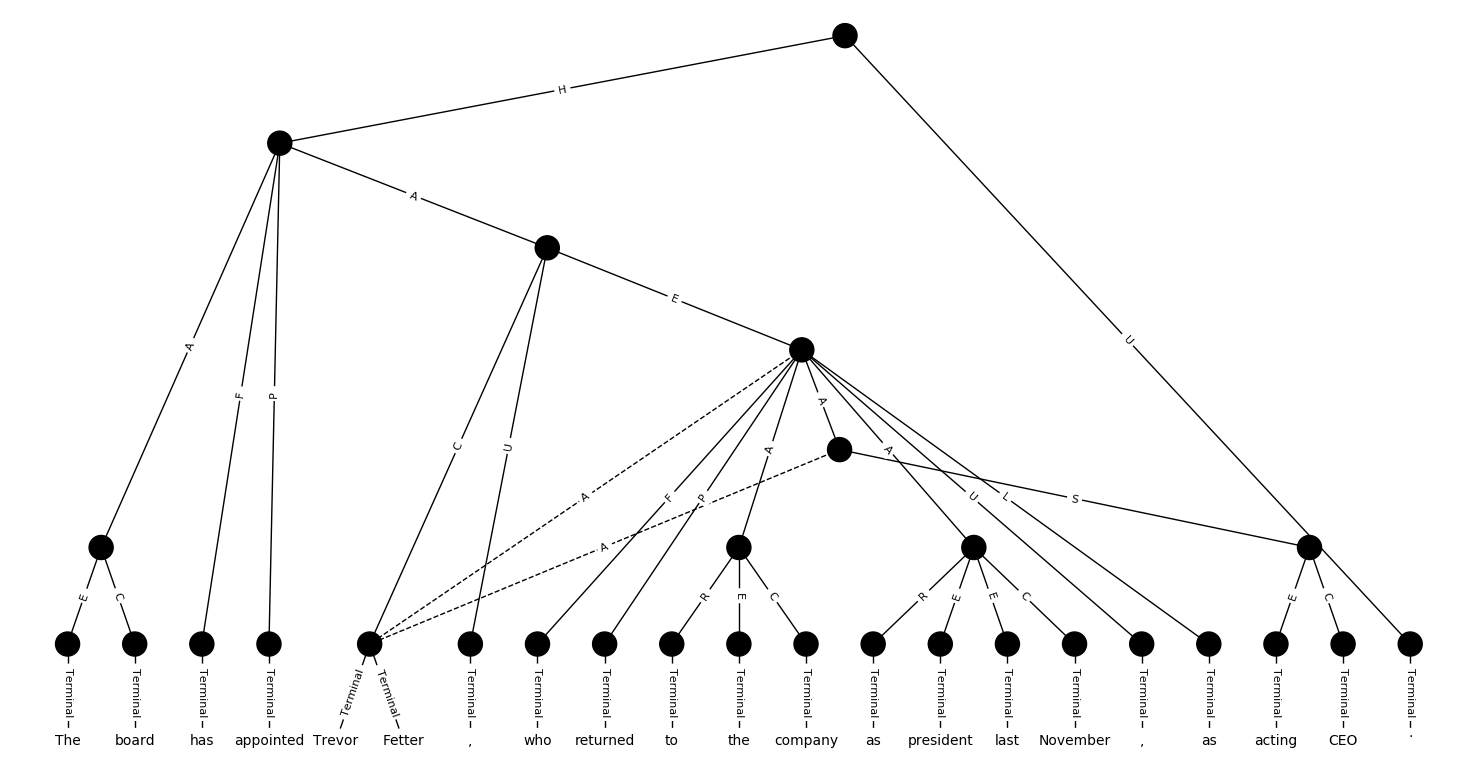 H
A
E
A
F
P
A
U
C
U
A
A
A
A
F
P
A
U
L
S
E
C
R
E
C
R
E
E
C
E
C
Terminal Terminal Terminal Terminal Terminal Terminal Terminal Terminal Terminal Terminal Terminal Terminal Terminal Terminal Terminal Terminal Terminal Terminal Terminal Terminal Terminal
The board has appointed Trevor Fetter , who returned to the company as president last November , as acting CEO .